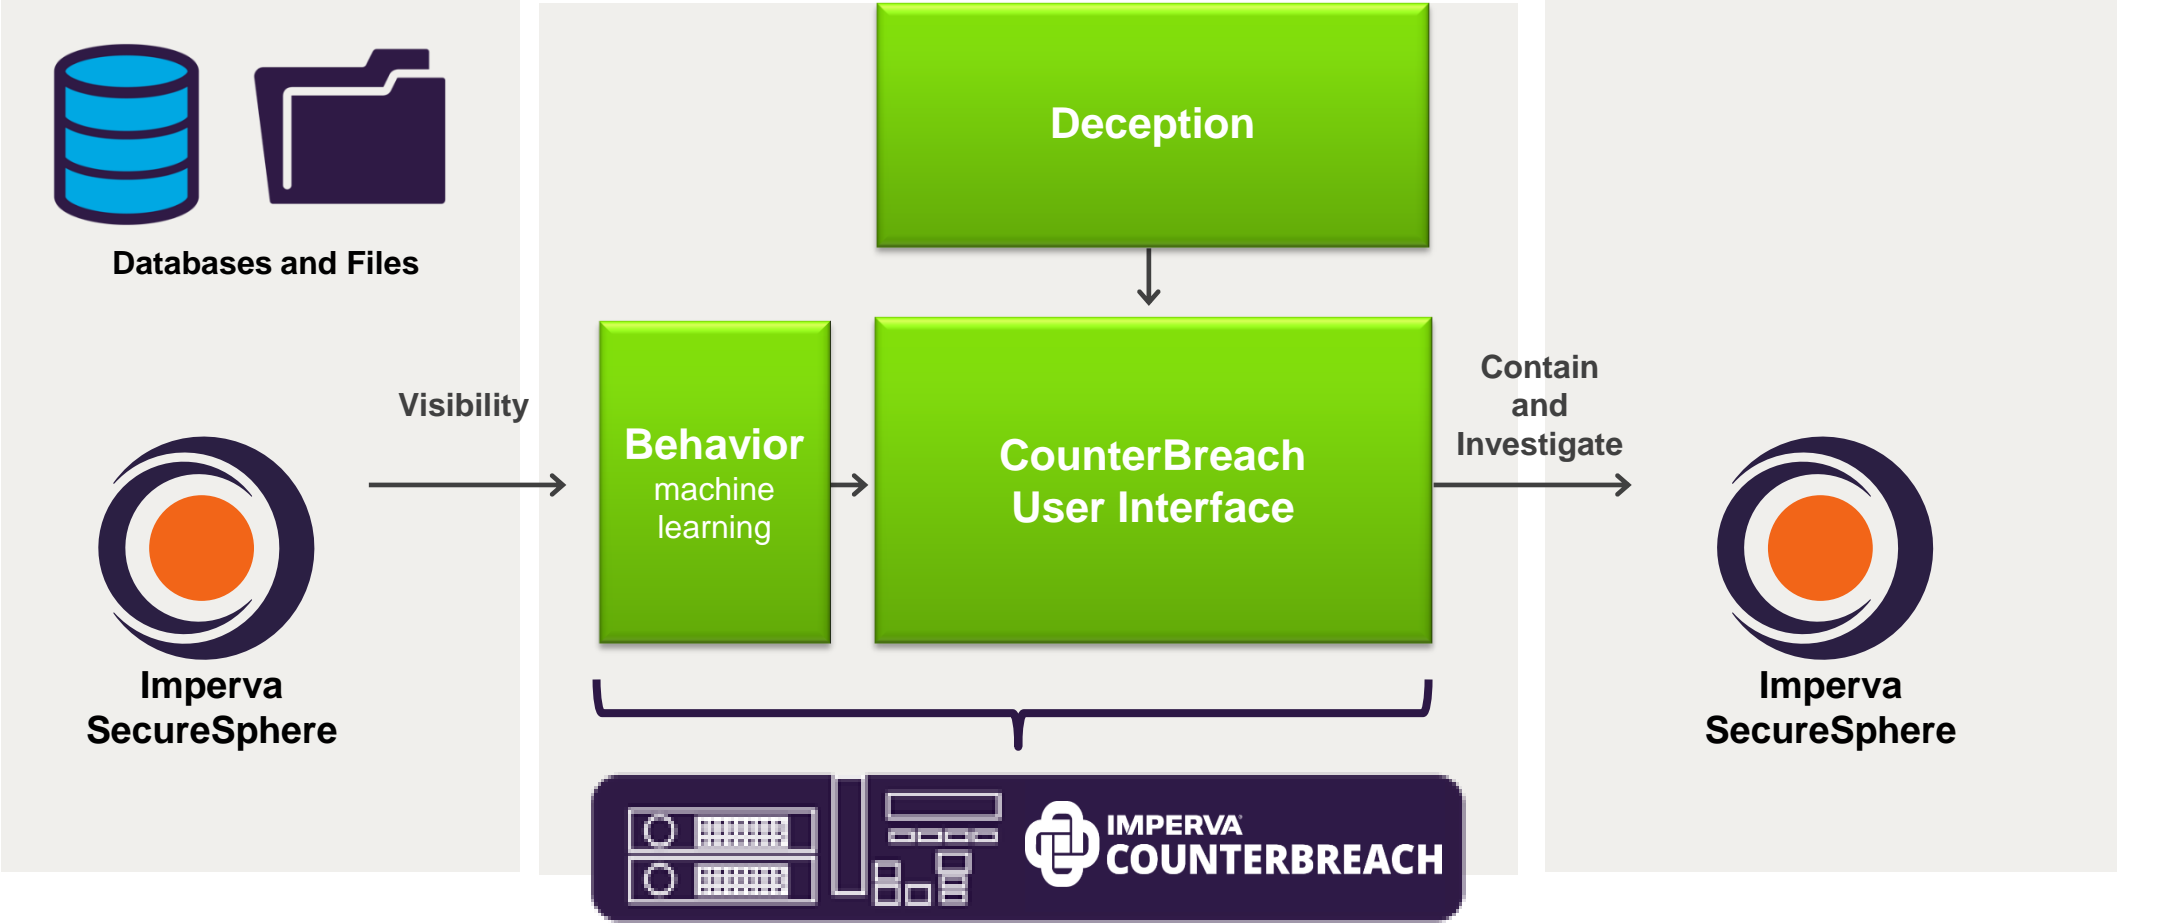 Databases and Files
Imperva
SecureSphere
Visibility
Deception
Behavior
machine
learning
CounterBreach
User Interface
Contain
and
Investigate
Imperva
SecureSphere
IMPERVA
COUNTERBREACH